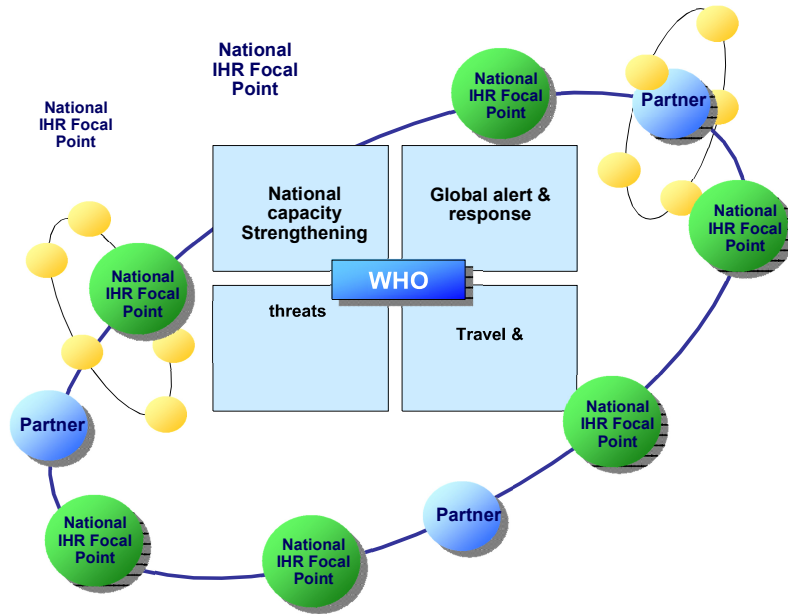 National
IHR Focal
Point
National
IHR Focal
Point
National
IHR Focal
Point
Partner
National
capacity
Strengthening
Global alert &
response
National
IHR Focal
Point
WHO
National
IHR Focal
Point
threats
Travel &
National
IHR Focal
Point
Partner
Partner
National
IHR Focal
Point
National
IHR Focal
Point